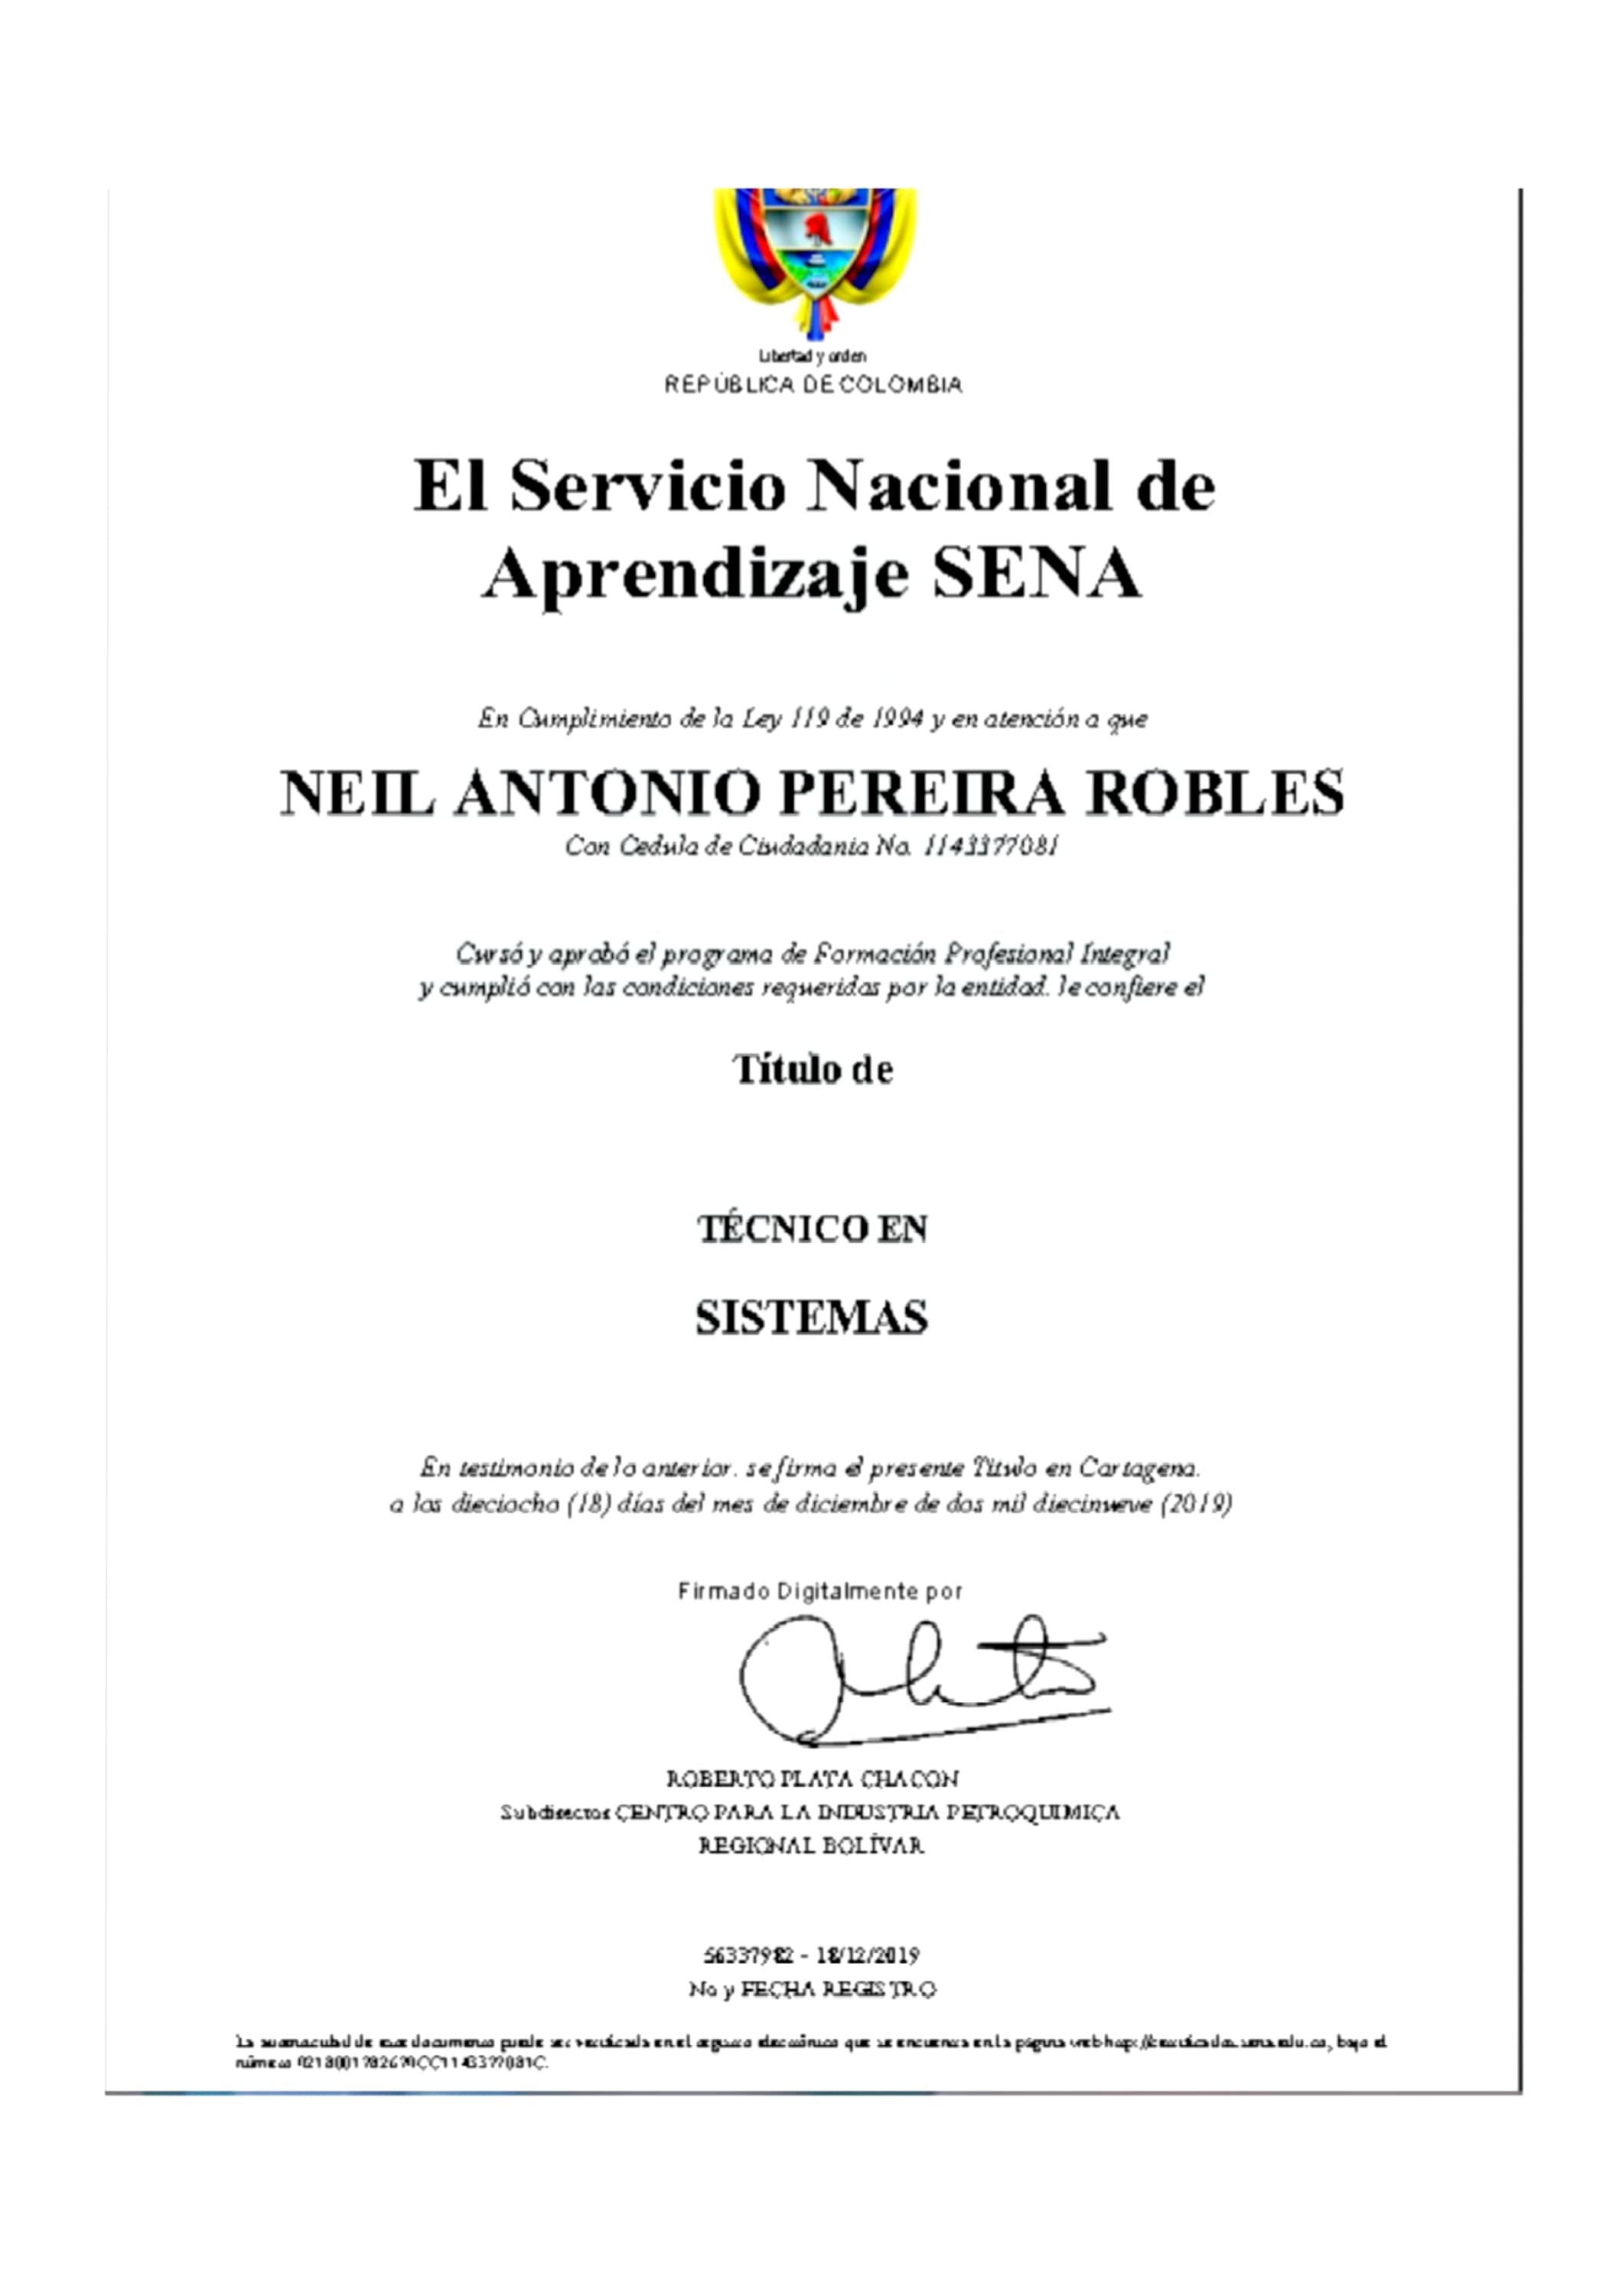 Libertad y orden
REPÚBLICA DE COLOMBIA
El Servicio Nacional de
Aprendizaje SENA
En Cumplimiento de la Ley 119 de 1994 y en atención a que
NEIL ANTONIO PEREIRA ROBLES
Con Cedula de Ciudadania No. 1143377081
Cursó y aprobó el programa de Formación Profesional Integral
y cumplió con las condiciones requeridas por la entidad, le confiere el
Título de
TÉCNICO EN
SISTEMAS
En testimonio de lo anterior, se firma el presente Título en Cartagena,
a los dieciocho (18) días del mes de diciembre de dos mil diecinueve (2019)
Firmado Digitalmente por
ROBERTO PLATA CHACON
Subdirector CENTRO PARA LA INDUSTRIA PETROQUIMICA
REGIONAL BOLÍVAR
56337982 - 18/12/2019
No y FECHA REGISTRO
La autenticidad de este documento puede ser verificada en el registro electrónico que se encuentra en la página web http://certificados.sena.edu.co, bajo el
número